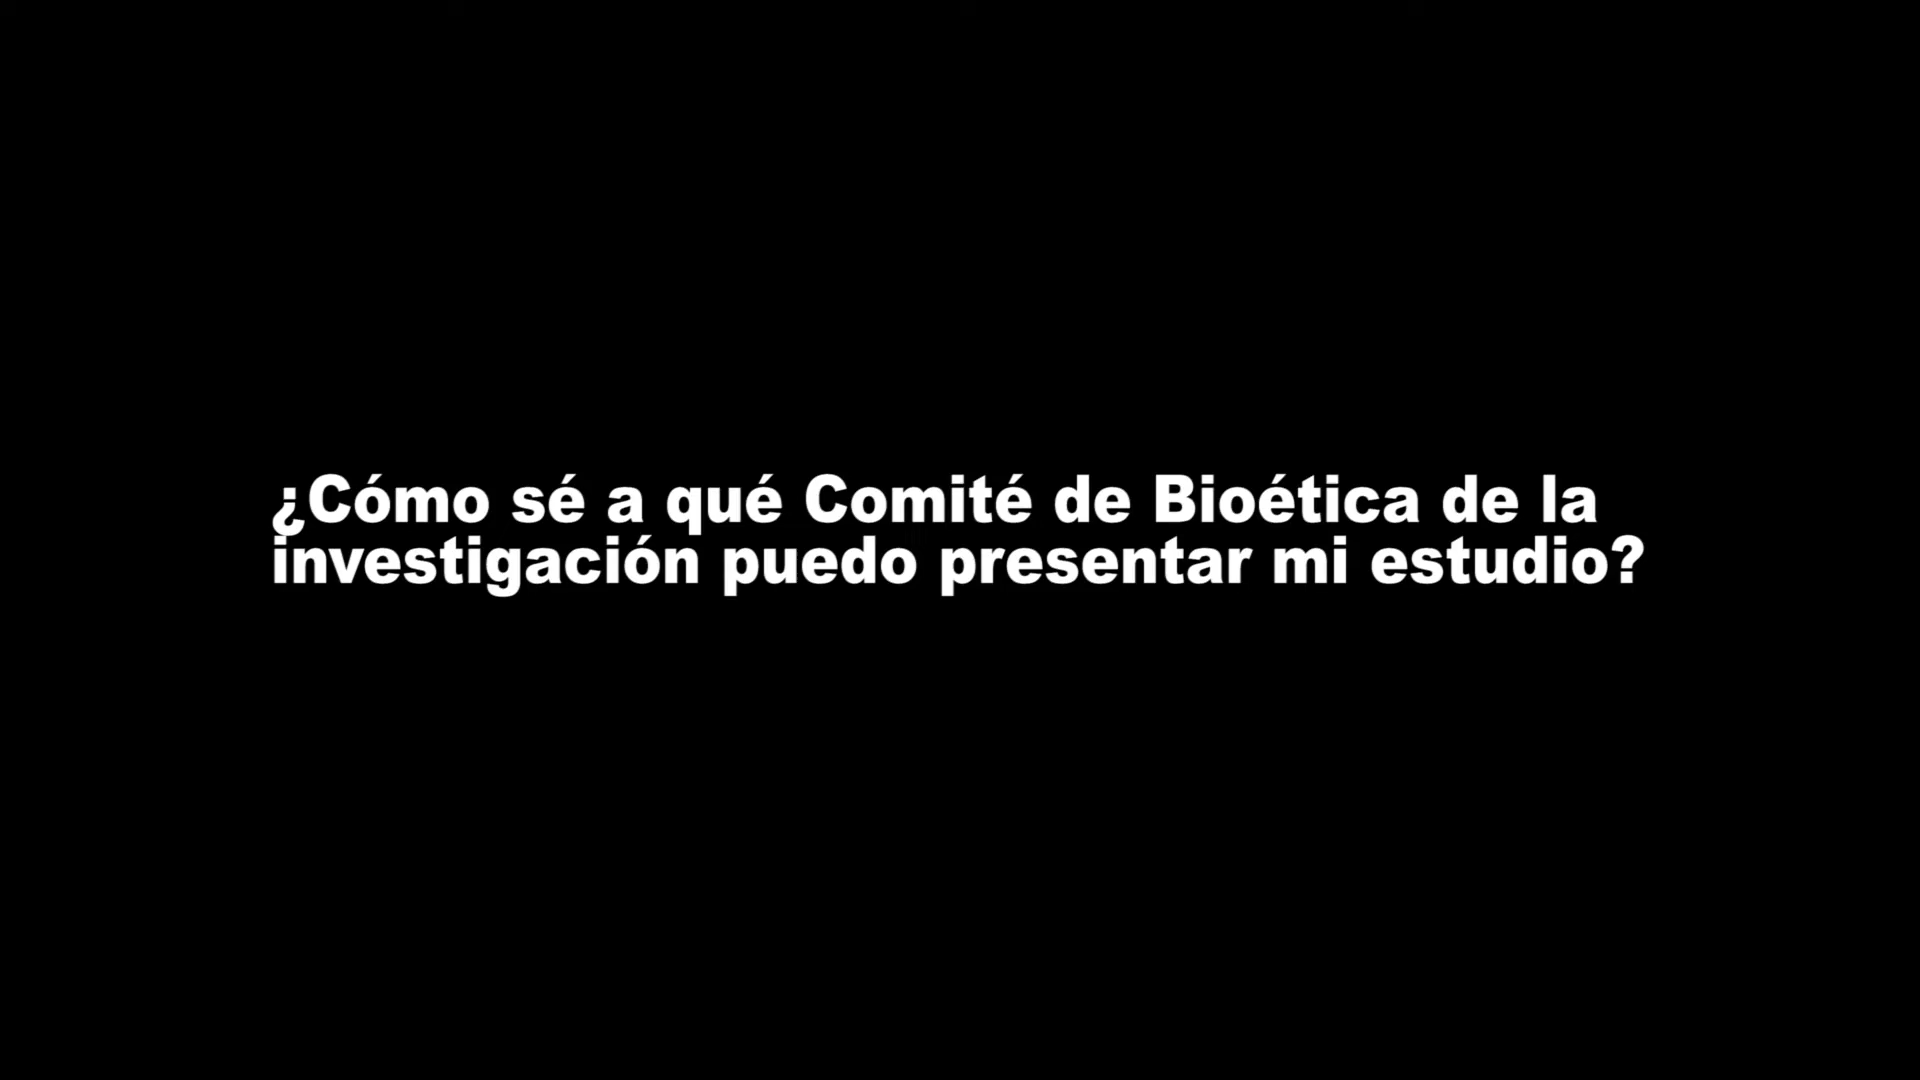 ¿Cómo sé a qué Comité de Bioética de la
investigación puedo presentar mi estudio?